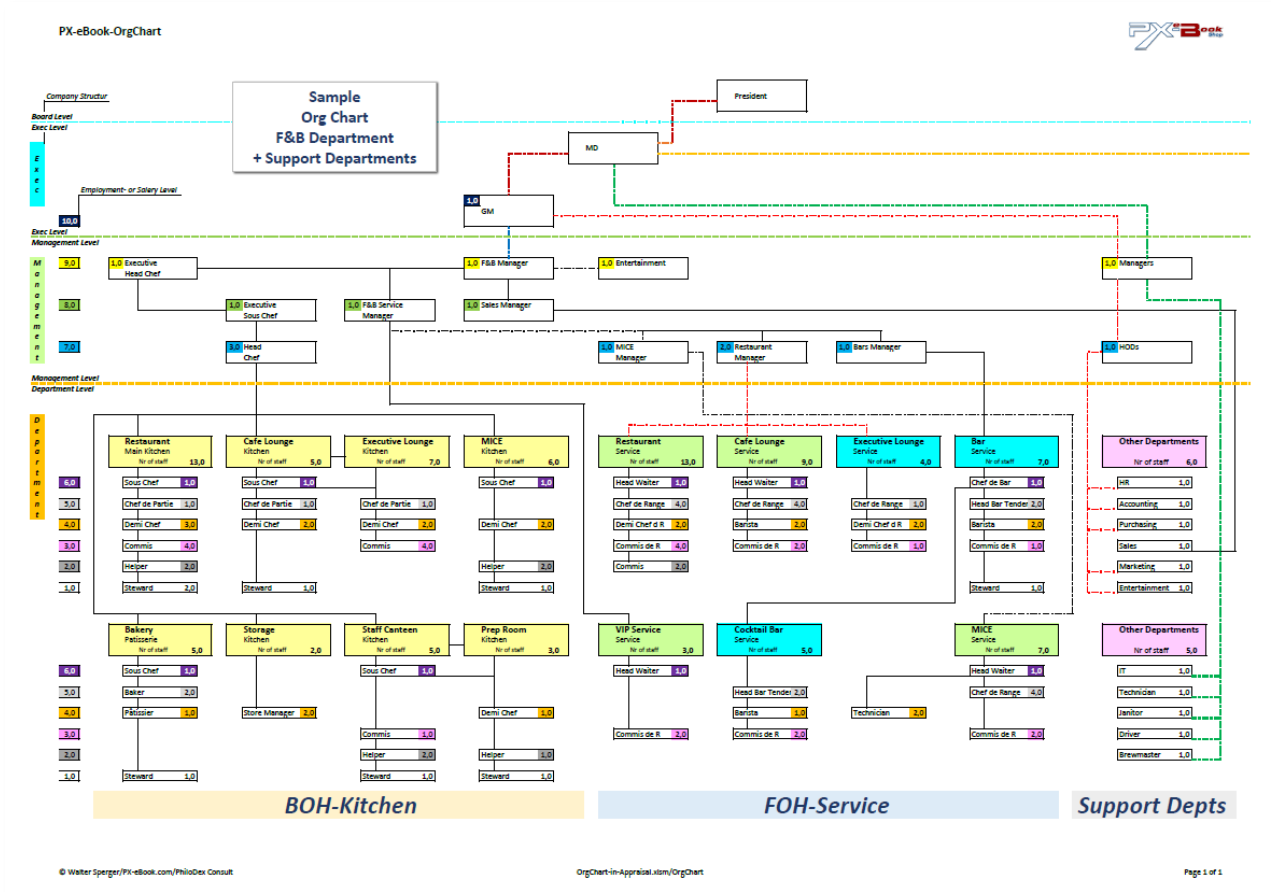 PX-eBook-OrgChart
PX-eBook
Shop
Sample
Org Chart
F&B Department
+ Support Departments
Company Structur
Board Level
Exec Level
Exec
President
MD
Employment- or Salery Level
10,0
1,0
GM
Exec Level
Management Level
Management
9,0
1,0 Executive
Head Chef
1,0 F&B Manager
1,0 Entertainment
1,0 Managers
8,0
1,0 Executive
Sous Chef
1,0 F&B Service
Manager
1,0 Sales Manager
7,0
3,0 Head
Chef
1,0 MICE
Manager
2,0 Restaurant
Manager
1,0 Bars Manager
1,0 HODs
Management Level
Department Level
Department
Restaurant
Main Kitchen
Nr of staff 13,0
Cafe Lounge
Kitchen
Nr of staff 5,0
Executive Lounge
Kitchen
Nr of staff 7,0
MICE
Kitchen
Nr of staff 6,0
Restaurant
Service
Nr of staff 13,0
Cafe Lounge
Service
Nr of staff 9,0
Executive Lounge
Service
Nr of staff 4,0
Bar
Service
Nr of staff 7,0
Other Departments
Nr of staff 6,0
6,0 Sous Chef 1,0 Sous Chef 1,0 Sous Chef 1,0 Head Waiter 1,0 Head Waiter 1,0 Chef de Bar 1,0 HR 1,0
5,0 Chef de Partie 1,0 Chef de Partie 1,0 Chef de Partie 1,0 Chef de Range 4,0 Chef de Range 4,0 Chef de Range 1,0 Head Bar Tender 2,0 Accounting 1,0
4,0 Demi Chef 3,0 Demi Chef 2,0 Demi Chef 2,0 Demi Chef 2,0 Demi Chef d R 2,0 Barista 2,0 Demi Chef d R 2,0 Barista 2,0 Purchasing 1,0
3,0 Commis 4,0 Commis 4,0 Commis de R 4,0 Commis de R 2,0 Commis de R 1,0 Commis de R 1,0 Sales 1,0
2,0 Helper 2,0 Helper 2,0 Commis 2,0 Marketing 1,0
1,0 Steward 2,0 Steward 1,0 Steward 1,0 Steward 1,0 Entertainment 1,0
Bakery
Patisserie
Nr of staff 5,0
Storage
Kitchen
Nr of staff 2,0
Staff Canteen
Kitchen
Nr of staff 5,0
Prep Room
Kitchen
Nr of staff 3,0
VIP Service
Service
Nr of staff 3,0
Cocktail Bar
Service
Nr of staff 5,0
MICE
Service
Nr of staff 7,0
Other Departments
Nr of staff 5,0
6,0 Sous Chef 1,0 Sous Chef 1,0 Head Waiter 1,0 Head Waiter 1,0 IT 1,0
5,0 Baker 2,0 Head Bar Tender 2,0 Chef de Range 4,0 Technician 1,0
4,0 Pâtissier 1,0 Store Manager 2,0 Demi Chef 1,0 Barista 1,0 Technician 2,0 Janitor 1,0
3,0 Commis 1,0 Commis de R 2,0 Commis de R 2,0 Commis de R 2,0 Driver 1,0
2,0 Helper 2,0 Helper 1,0 Brewmaster 1,0
1,0 Steward 1,0 Steward 1,0 Steward 1,0
BOH-Kitchen
FOH-Service
Support Depts
© Walter Sperger/PX-eBook.com/PhiloDex Consult
OrgChart-in-Appraisal.xlsm/OrgChart
Page 1 of 1